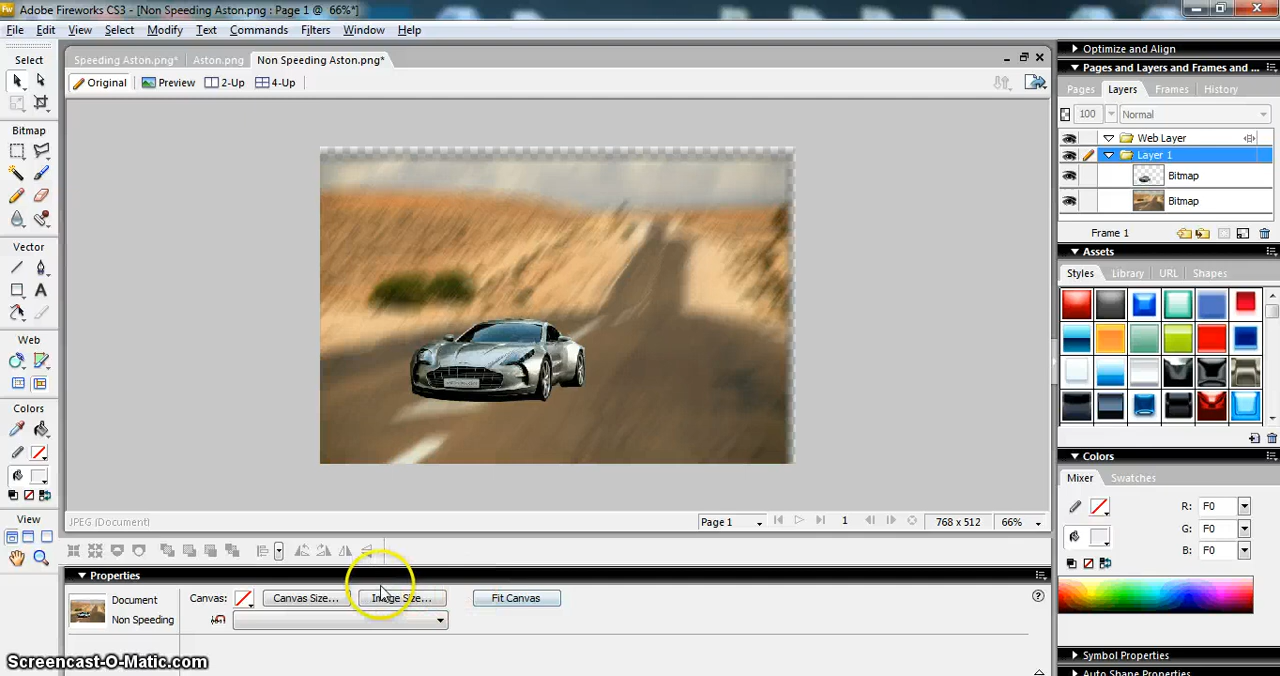 Adobe Fireworks CS3 - [Non Speeding Aston.png : Page 1 @ 66%*]
File Edit View Select Modify Text Commands Filters Window Help
Select
Speeding Aston.png* Aston.png Non Speeding Aston.png*
Original Preview 2-Up 4-Up
Bitmap
Vector
Web
Colors
View
JPEG (Document)
Page 1 1 768 x 512 66%
Properties
Document
Non Speeding
Canvas: Canvas Size... Image Size... Fit Canvas
Optimize and Align
Pages and Layers and Frames and ...
Pages Layers Frames History
100 Normal
Web Layer
Layer 1
Bitmap
Bitmap
Frame 1
Assets
Styles Library URL Shapes
Colors
Mixer Swatches
R: F0
G: F0
B: F0
Symbol Properties
Auto Shape Properties
Screencast-O-Matic.com